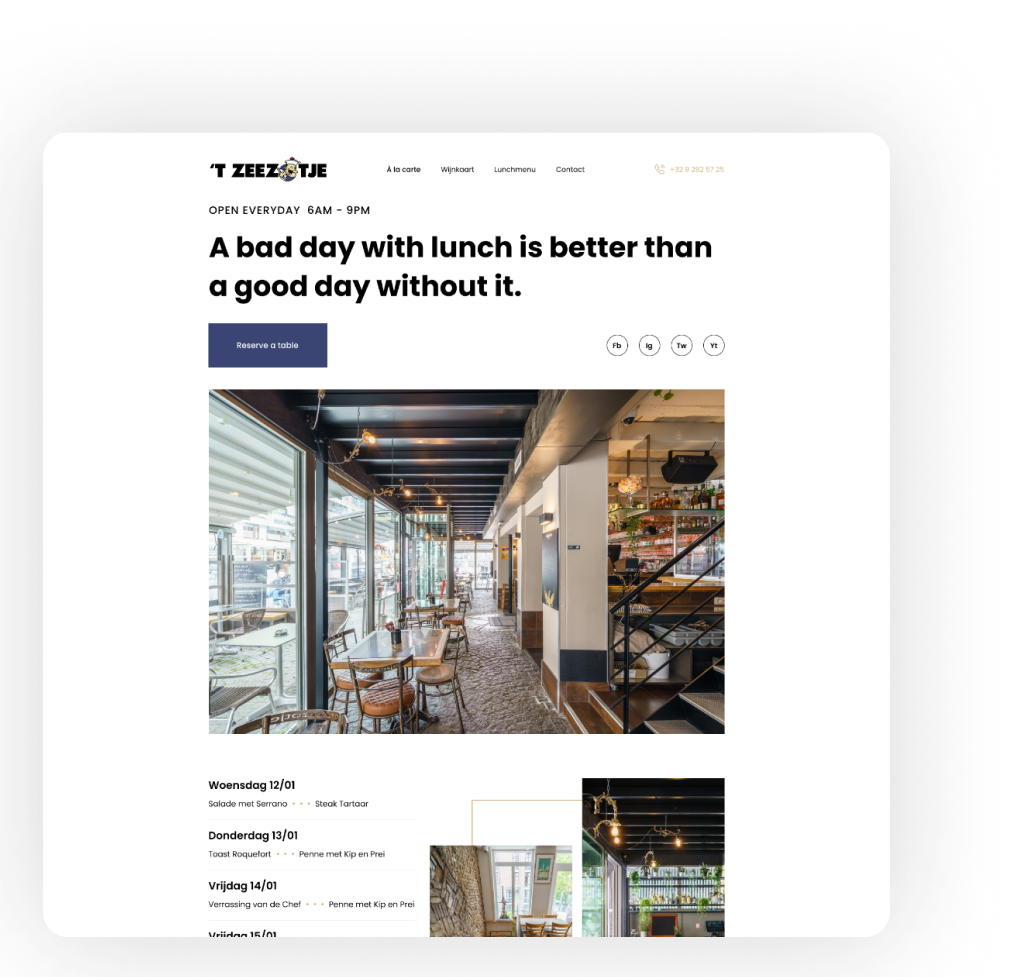 'T ZEEZOTJE
À la carte Wijnkaart Lunchmenu Contact
+32 9 282 57 25
OPEN EVERYDAY 6AM - 9PM
A bad day with lunch is better than
a good day without it.
Reserve a table
Fb Ig Tw Yt
Woensdag 12/01
Salade met Serrano • • • Steak Tartaar
Donderdag 13/01
Toast Roquefort • • • Penne met Kip en Prei
Vrijdag 14/01
Verrassing van de Chef • • • Penne met Kip en Prei
Vrijdag 15/01